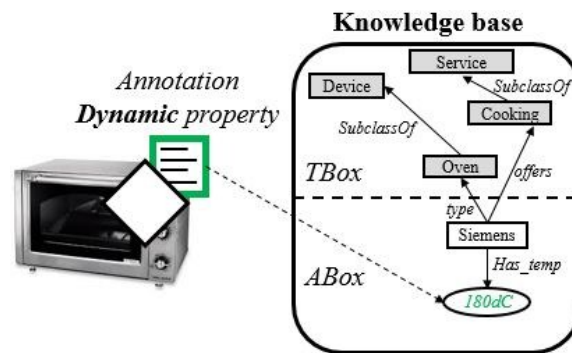 Knowledge base
Annotation
Dynamic property
Service
Device
SubclassOf
Cooking
SubclassOf
Oven
offers
TBox
type
Siemens
Has_temp
ABox
180dC